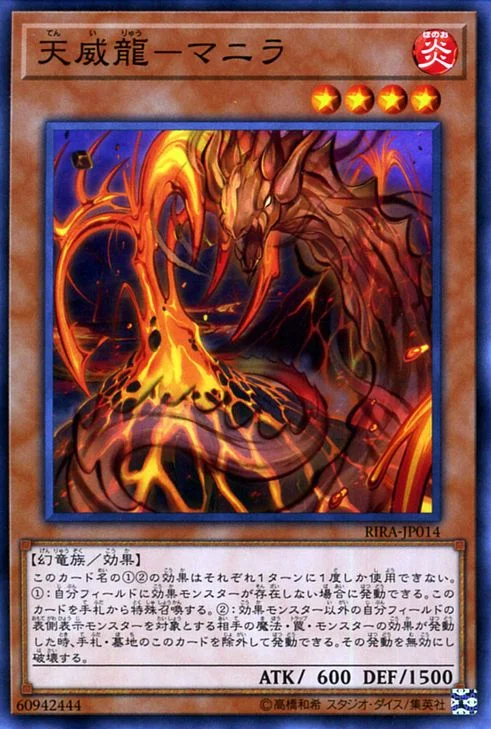 天威龍－マニラ
炎
RIRA-JP014
【幻竜族／効果】
このカード名の①②の効果はそれぞれ１ターンに１度しか使用できない。
①：自分フィールドに効果モンスターが存在しない場合に発動できる。この
カードを手札から特殊召喚する。②：効果モンスター以外の自分フィールドの
表側表示モンスターを対象とする相手の魔法・罠・モンスターの効果が発動
した時、手札・墓地のこのカードを除外して発動できる。その発動を無効にし
破壊する。
ATK/ 600 DEF/1500
60942444 ©高橋和希 スタジオ・ダイス/集英社